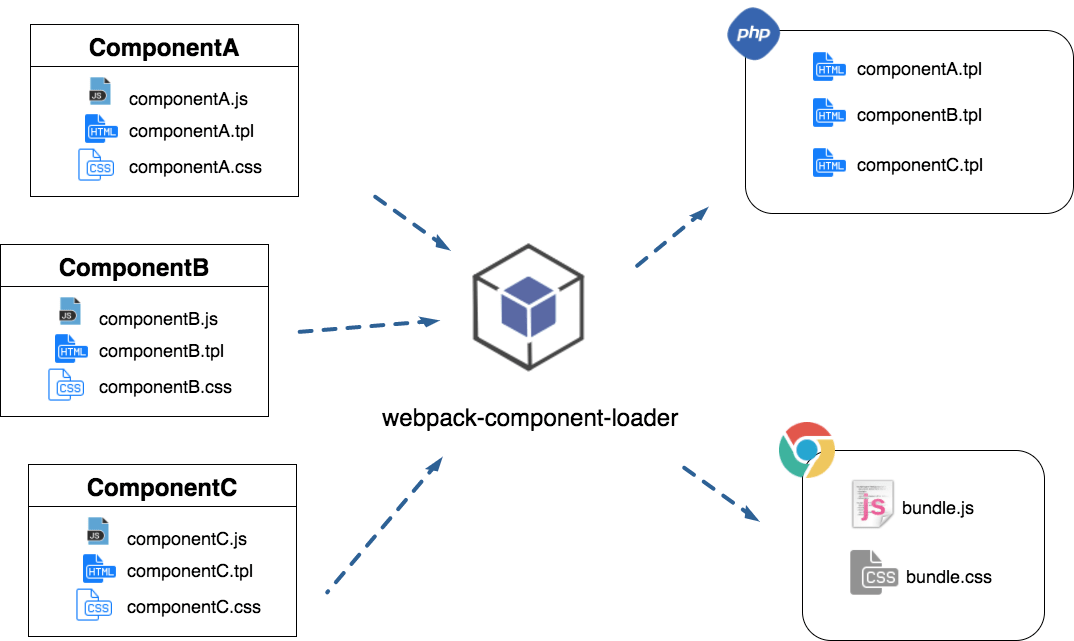 ComponentA
JS componentA.js
HTML componentA.tpl
CSS componentA.css
ComponentB
JS componentB.js
HTML componentB.tpl
CSS componentB.css
ComponentC
JS componentC.js
HTML componentC.tpl
CSS componentC.css
webpack-component-loader
php
HTML componentA.tpl
HTML componentB.tpl
HTML componentC.tpl
js bundle.js
CSS bundle.css